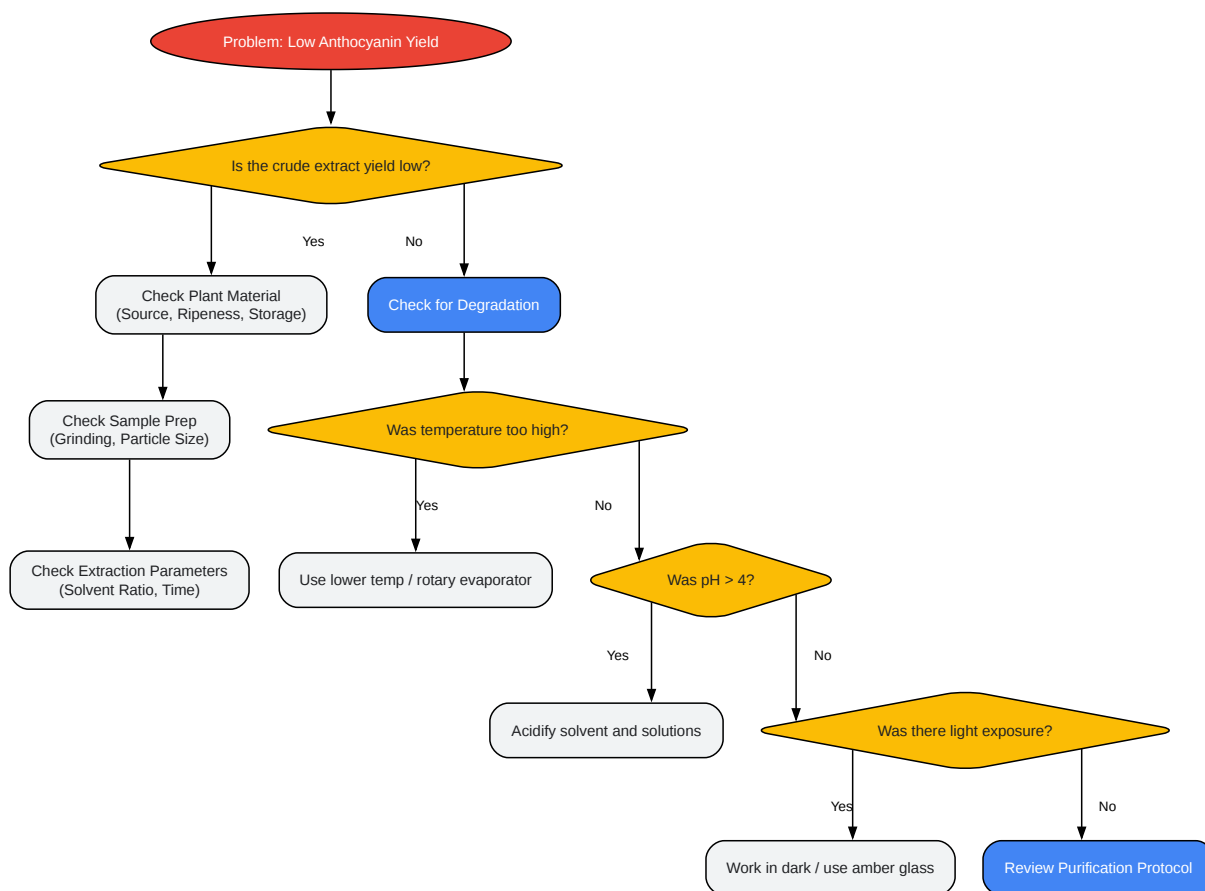 Problem: Low Anthocyanin Yield
Is the crude extract yield low?
Yes
No
Check Plant Material
(Source, Ripeness, Storage)
Check for Degradation
Check Sample Prep
(Grinding, Particle Size)
Was temperature too high?
Yes
No
Check Extraction Parameters
(Solvent Ratio, Time)
Use lower temp / rotary evaporator
Was pH > 4?
Yes
No
Acidify solvent and solutions
Was there light exposure?
Yes
No
Work in dark / use amber glass
Review Purification Protocol